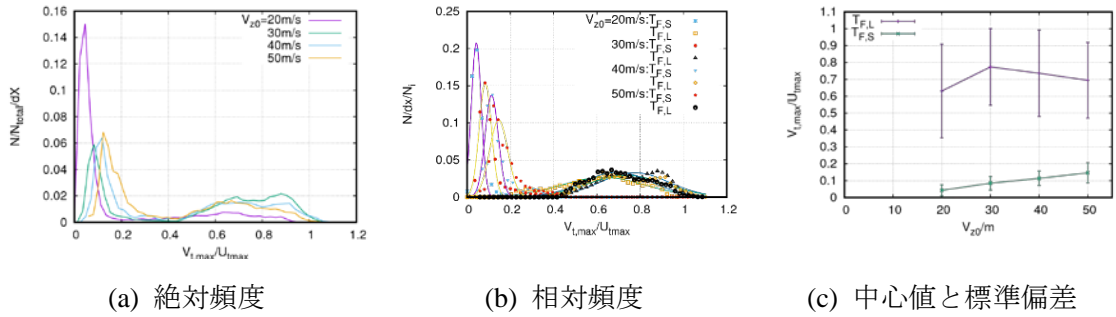 0.16
0.14
0.12
0.1
0.08
0.06
0.04
0.02
0
N/N_total/dX
V_z0=20m/s
30m/s
40m/s
50m/s
0 0.2 0.4 0.6 0.8 1 1.2
V_t,max/U_tmax
(a) 絶対頻度
0.25
0.2
0.15
0.1
0.05
0
N/dx/N_i
V_z0=20m/s:T_F,S
T_F,L
30m/s:T_F,S
T_F,L
40m/s:T_F,S
T_F,L
50m/s:T_F,S
T_F,L
0 0.2 0.4 0.6 0.8 1 1.2
V_t,max/U_tmax
(b) 相対頻度
1.1
1
0.9
0.8
0.7
0.6
0.5
0.4
0.3
0.2
0.1
0
V_t,max/U_tmax
T_F,L
T_F,S
0 10 20 30 40 50
V_z0/m
(c) 中心値と標準偏差